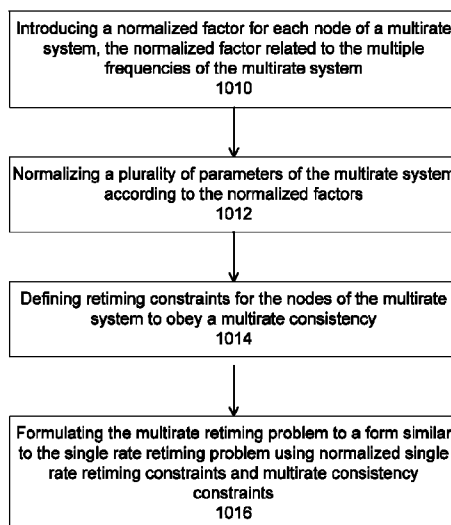 Introducing a normalized factor for each node of a multirate
system, the normalized factor related to the multiple
frequencies of the multirate system
1010
Normalizing a plurality of parameters of the multirate system
according to the normalized factors
1012
Defining retiming constraints for the nodes of the multirate
system to obey a multirate consistency
1014
Formulating the multirate retiming problem to a form similar
to the single rate retiming problem using normalized single
rate retiming constraints and multirate consistency
constraints
1016